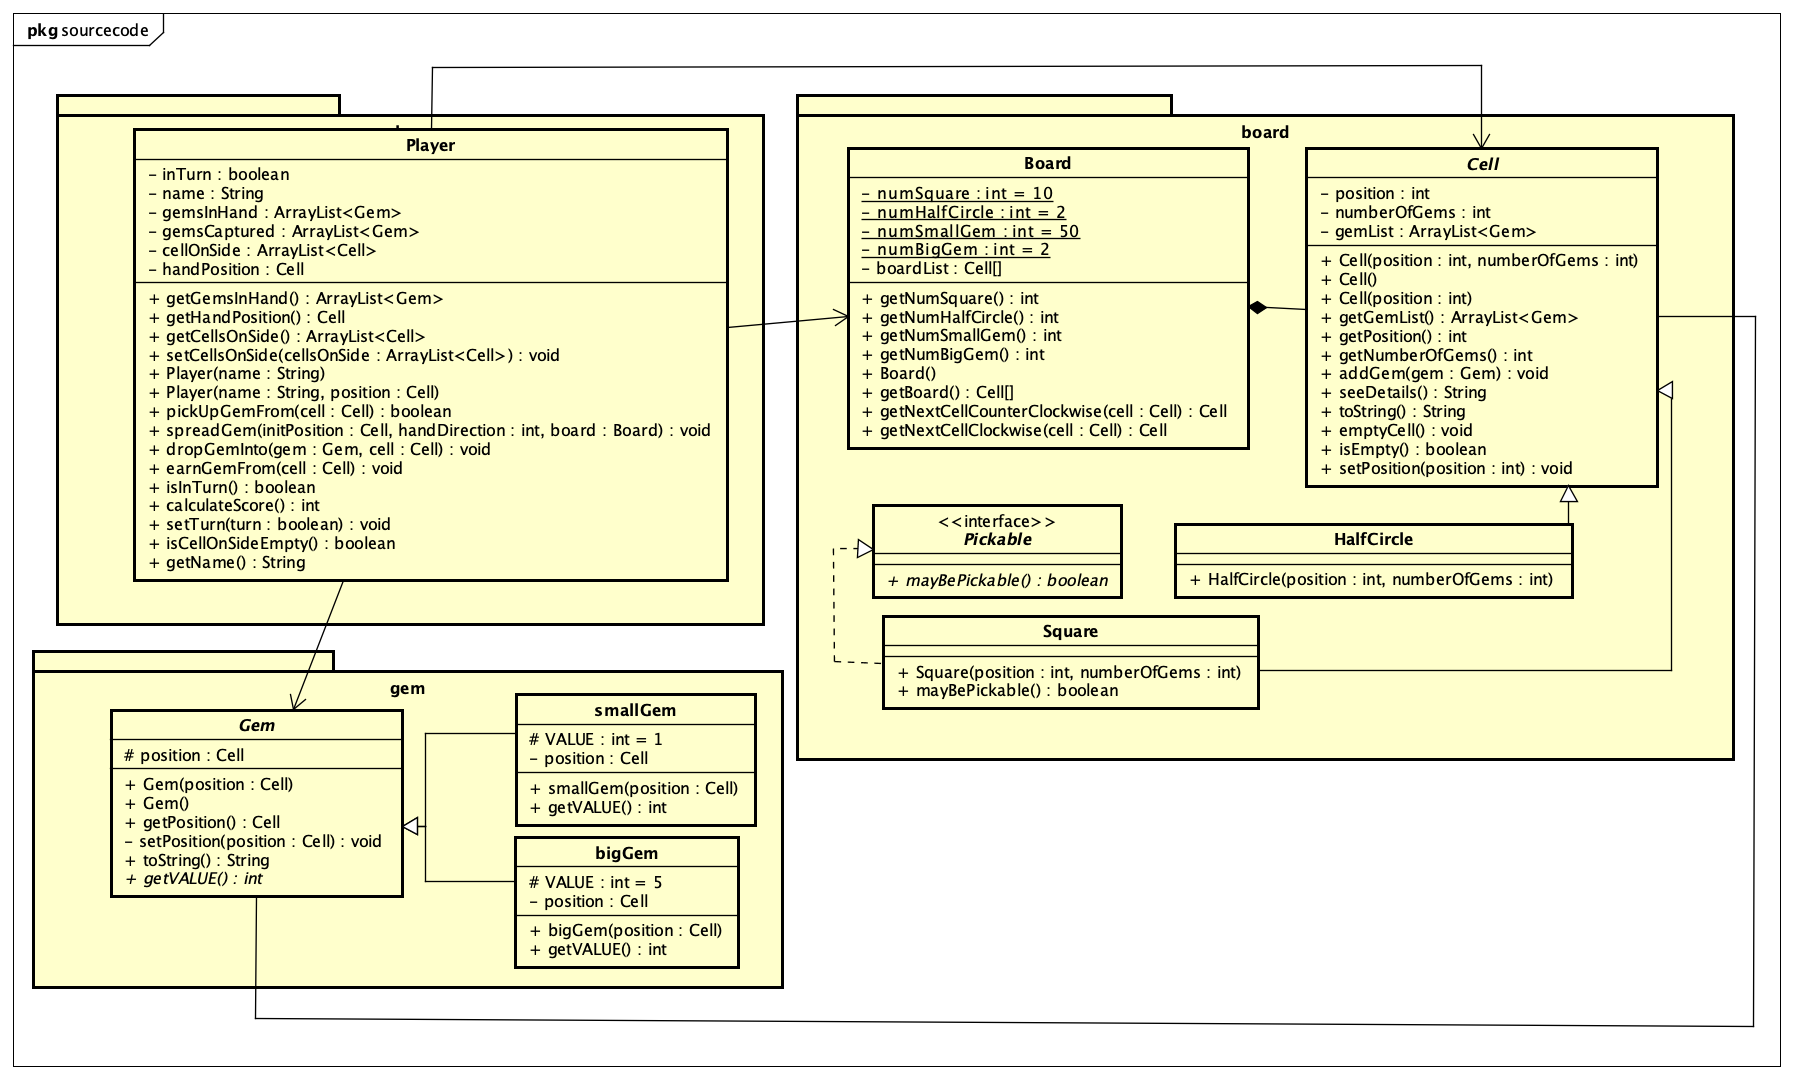 pkg sourcecode
Player
- inTurn : boolean
- name : String
- gemsInHand : ArrayList<Gem>
- gemsCaptured : ArrayList<Gem>
- cellOnSide : ArrayList<Cell>
- handPosition : Cell
+ getGemsInHand() : ArrayList<Gem>
+ getHandPosition() : Cell
+ getCellsOnSide() : ArrayList<Cell>
+ setCellsOnSide(cellsOnSide : ArrayList<Cell>) : void
+ Player(name : String)
+ Player(name : String, position : Cell)
+ pickUpGemFrom(cell : Cell) : boolean
+ spreadGem(initPosition : Cell, handDirection : int, board : Board) : void
+ dropGemInto(gem : Gem, cell : Cell) : void
+ earnGemFrom(cell : Cell) : void
+ isInTurn() : boolean
+ calculateScore() : int
+ setTurn(turn : boolean) : void
+ isCellOnSideEmpty() : boolean
+ getName() : String
board
Board
- numSquare : int = 10
- numHalfCircle : int = 2
- numSmallGem : int = 50
- numBigGem : int = 2
- boardList : Cell[]
+ getNumSquare() : int
+ getNumHalfCircle() : int
+ getNumSmallGem() : int
+ getNumBigGem() : int
+ Board()
+ getBoard() : Cell[]
+ getNextCellCounterClockwise(cell : Cell) : Cell
+ getNextCellClockwise(cell : Cell) : Cell
Cell
- position : int
- numberOfGems : int
- gemList : ArrayList<Gem>
+ Cell(position : int, numberOfGems : int)
+ Cell()
+ Cell(position : int)
+ getGemList() : ArrayList<Gem>
+ getPosition() : int
+ getNumberOfGems() : int
+ addGem(gem : Gem) : void
+ seeDetails() : String
+ toString() : String
+ emptyCell() : void
+ isEmpty() : boolean
+ setPosition(position : int) : void
<<interface>>
Pickable
+ mayBePickable() : boolean
HalfCircle
+ HalfCircle(position : int, numberOfGems : int)
Square
+ Square(position : int, numberOfGems : int)
+ mayBePickable() : boolean
gem
Gem
# position : Cell
+ Gem(position : Cell)
+ Gem()
+ getPosition() : Cell
- setPosition(position : Cell) : void
+ toString() : String
+ getVALUE() : int
smallGem
# VALUE : int = 1
- position : Cell
+ smallGem(position : Cell)
+ getVALUE() : int
bigGem
# VALUE : int = 5
- position : Cell
+ bigGem(position : Cell)
+ getVALUE() : int